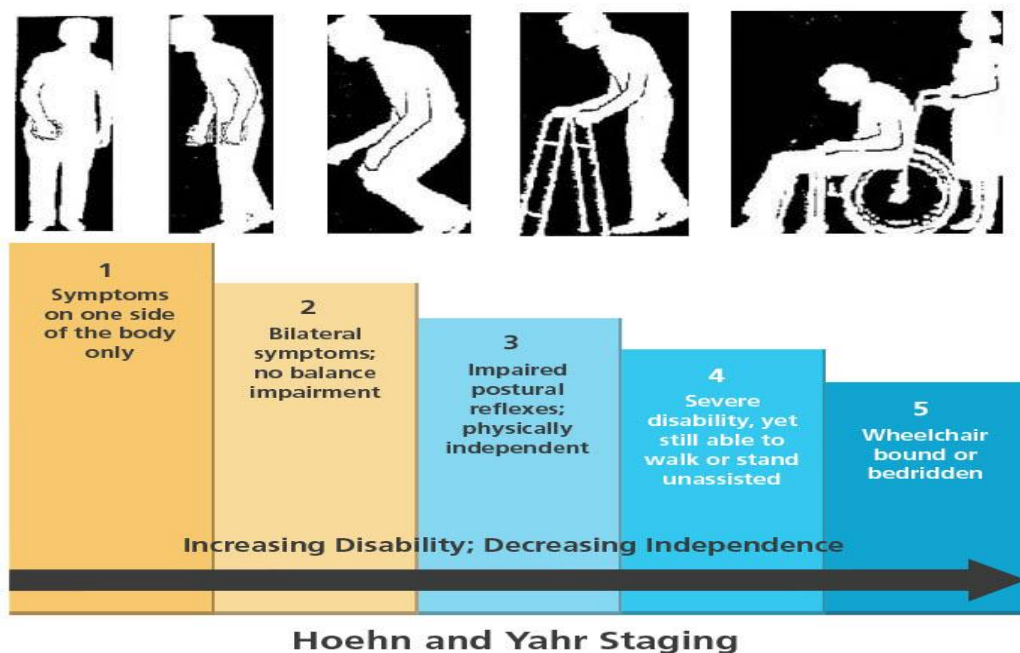 1
Symptoms
on one side
of the body
only
2
Bilateral
symptoms;
no balance
impairment
3
Impaired
postural
reflexes;
physically
independent
4
Severe
disability, yet
still able to
walk or stand
unassisted
5
Wheelchair
bound or
bedridden
Increasing Disability; Decreasing Independence
Hoehn and Yahr Staging